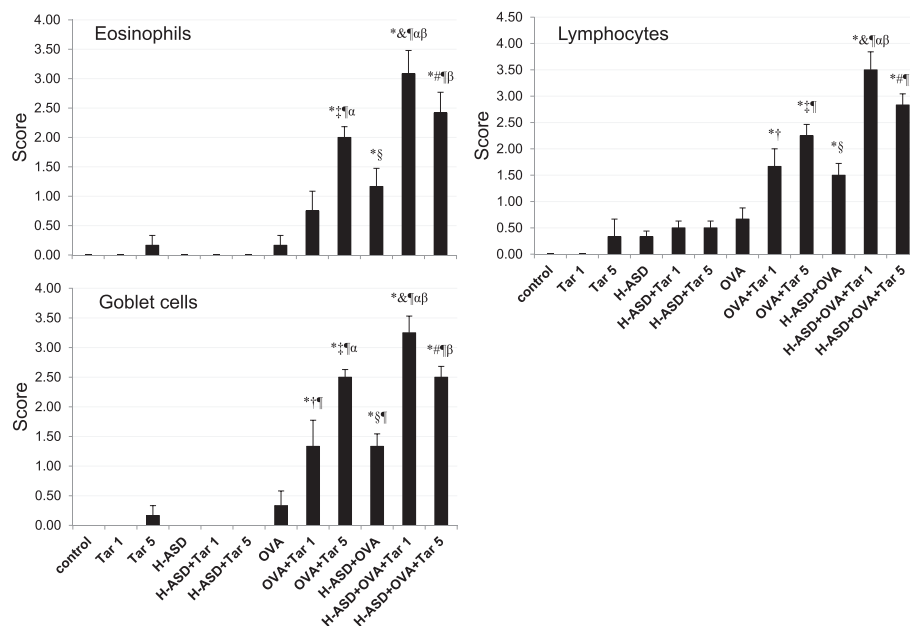 Eosinophils
Score
4.00
3.50
3.00
2.50
2.00
1.50
1.00
0.50
0.00
*‡¶α
*§
*&¶αβ
*#¶β
Goblet cells
Score
4.00
3.50
3.00
2.50
2.00
1.50
1.00
0.50
0.00
*†¶
*‡¶α
*§¶
*&¶αβ
*#¶β
control
Tar 1
Tar 5
H-ASD
H-ASD+Tar 1
H-ASD+Tar 5
OVA
OVA+Tar 1
OVA+Tar 5
H-ASD+OVA
H-ASD+OVA+Tar 1
H-ASD+OVA+Tar 5
Lymphocytes
Score
4.50
4.00
3.50
3.00
2.50
2.00
1.50
1.00
0.50
0.00
*†
*‡¶
*§
*&¶αβ
*#¶
control
Tar 1
Tar 5
H-ASD
H-ASD+Tar 1
H-ASD+Tar 5
OVA
OVA+Tar 1
OVA+Tar 5
H-ASD+OVA
H-ASD+OVA+Tar 1
H-ASD+OVA+Tar 5